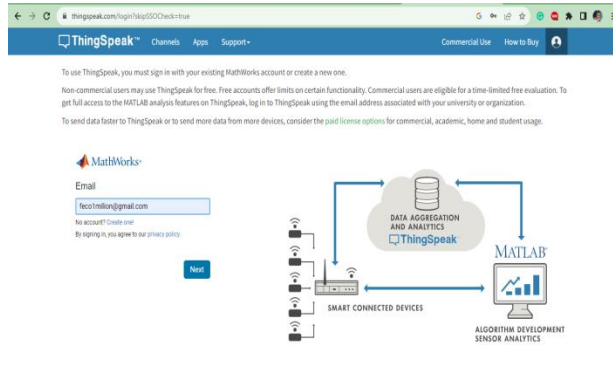 thingspeak.com/login?skipSSOCheck=true
ThingSpeak™ Channels Apps Support Commercial Use How to Buy
To use ThingSpeak, you must sign in with your existing MathWorks account or create a new one.
Non-commercial users may use ThingSpeak for free. Free accounts offer limits on certain functionality. Commercial users are eligible for a time-limited free evaluation. To
get full access to the MATLAB analysis features on ThingSpeak, log in to ThingSpeak using the email address associated with your university or organization.
To send data faster to ThingSpeak or to send more data from more devices, consider the paid license options for commercial, academic, home and student usage.
MathWorks®
Email
feco1million@gmail.com
No account? Create one!
By signing in, you agree to our privacy policy.
Next
DATA AGGREGATION
AND ANALYTICS
ThingSpeak
SMART CONNECTED DEVICES
MATLAB
ALGORITHM DEVELOPMENT
SENSOR ANALYTICS